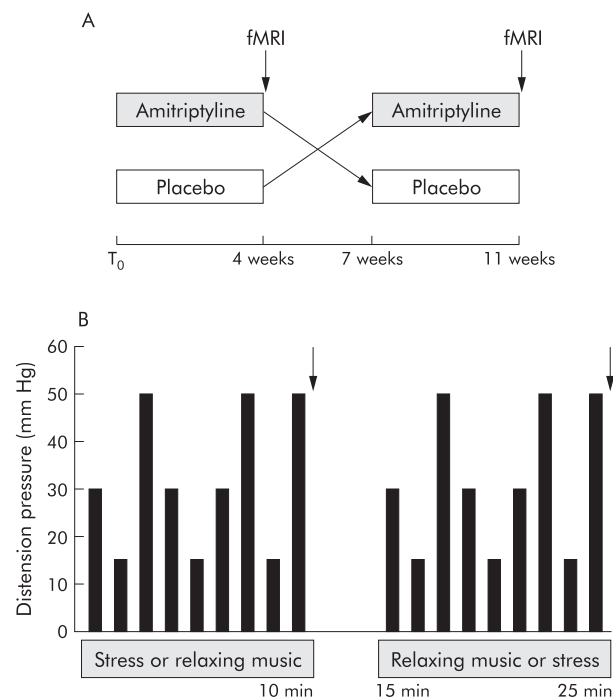 A
fMRI fMRI
Amitriptyline Amitriptyline
Placebo Placebo
T0 4 weeks 7 weeks 11 weeks
B
Distension pressure (mm Hg)
60
50
40
30
20
10
0
Stress or relaxing music Relaxing music or stress
10 min 15 min 25 min